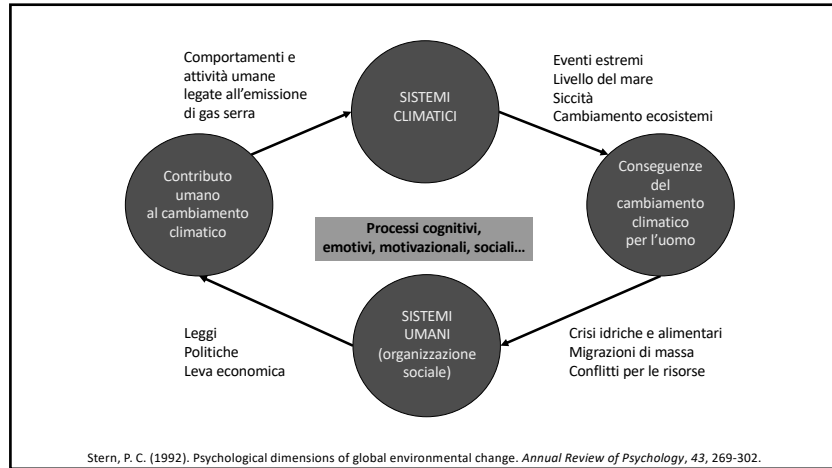 Comportamenti e
attività umane
legate all'emissione
di gas serra
SISTEMI
CLIMATICI
Eventi estremi
Livello del mare
Siccità
Cambiamento ecosistemi
Contributo
umano
al cambiamento
climatico
Conseguenze
del
cambiamento
climatico
per l'uomo
Processi cognitivi,
emotivi, motivazionali, sociali…
Leggi
Politiche
Leva economica
SISTEMI
UMANI
(organizzazione
sociale)
Crisi idriche e alimentari
Migrazioni di massa
Conflitti per le risorse
Stern, P. C. (1992). Psychological dimensions of global environmental change. Annual Review of Psychology, 43, 269-302.